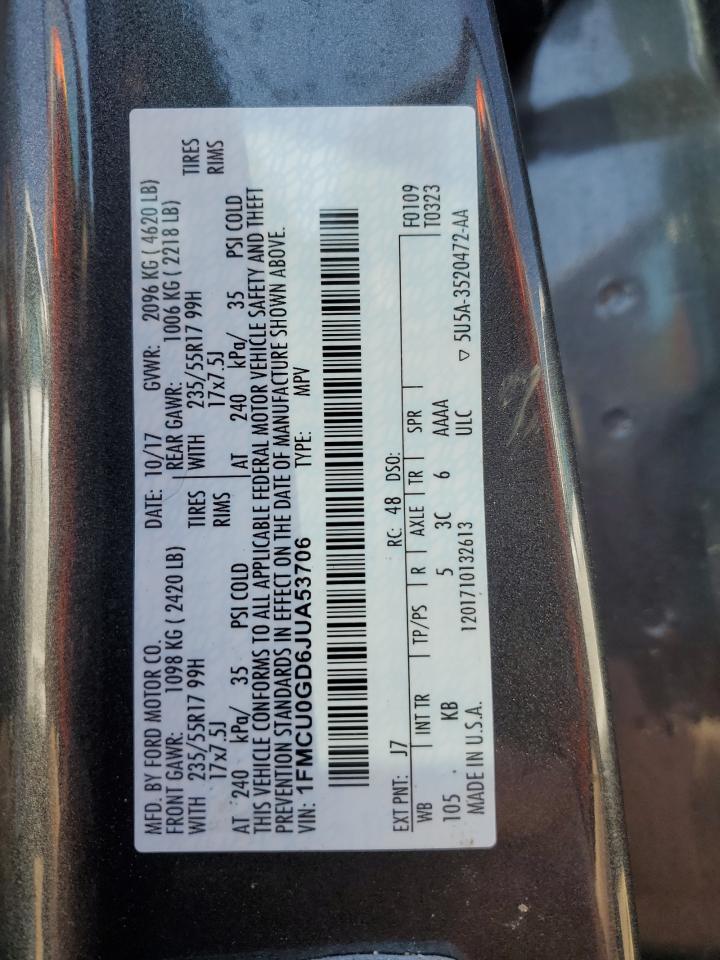 MFD. BY FORD MOTOR CO. DATE: 10/17 GVWR: 2096 KG ( 4620 LB)
FRONT GAWR: 1098 KG ( 2420 LB) REAR GAWR: 1006 KG ( 2218 LB)
WITH 235/55R17 99H TIRES WITH 235/55R17 99H TIRES
17x7.5J RIMS 17x7.5J RIMS
AT 240 kPa/ 35 PSI COLD AT 240 kPa/ 35 PSI COLD
THIS VEHICLE CONFORMS TO ALL APPLICABLE FEDERAL MOTOR VEHICLE SAFETY AND THEFT
PREVENTION STANDARDS IN EFFECT ON THE DATE OF MANUFACTURE SHOWN ABOVE.
VIN: 1FMCU0GD6JUA53706 TYPE: MPV
EXT PNT: J7 RC: 48 DSO: F0109
WB INT TR TP/PS R AXLE TR SPR T0323
105 KB 5 3C 6 AAAA
MADE IN U.S.A. 1201710132613 ULC ▽ 5U5A-3520472-AA